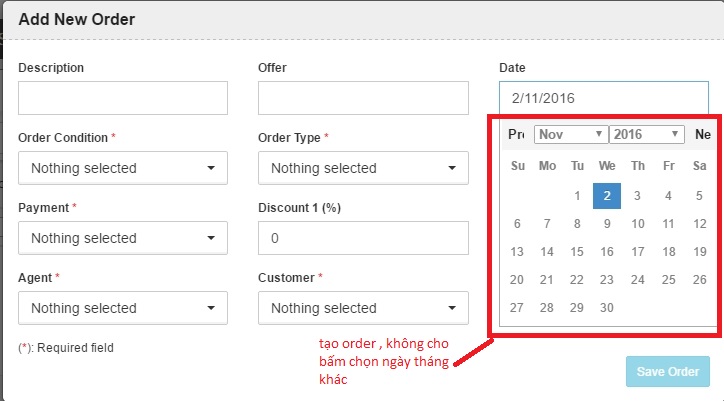 Add New Order
Description
Offer
Date
2/11/2016
Pre
Nov
2016
Ne
Su Mo Tu We Th Fr Sa
1 2 3 4 5
6 7 8 9 10 11 12
13 14 15 16 17 18 19
20 21 22 23 24 25 26
27 28 29 30
Order Condition *
Order Type *
Nothing selected
Nothing selected
Payment *
Discount 1 (%)
Nothing selected
0
Agent *
Customer *
Nothing selected
Nothing selected
(*): Required field
tạo order , không cho
bấm chọn ngày tháng
khác
Save Order